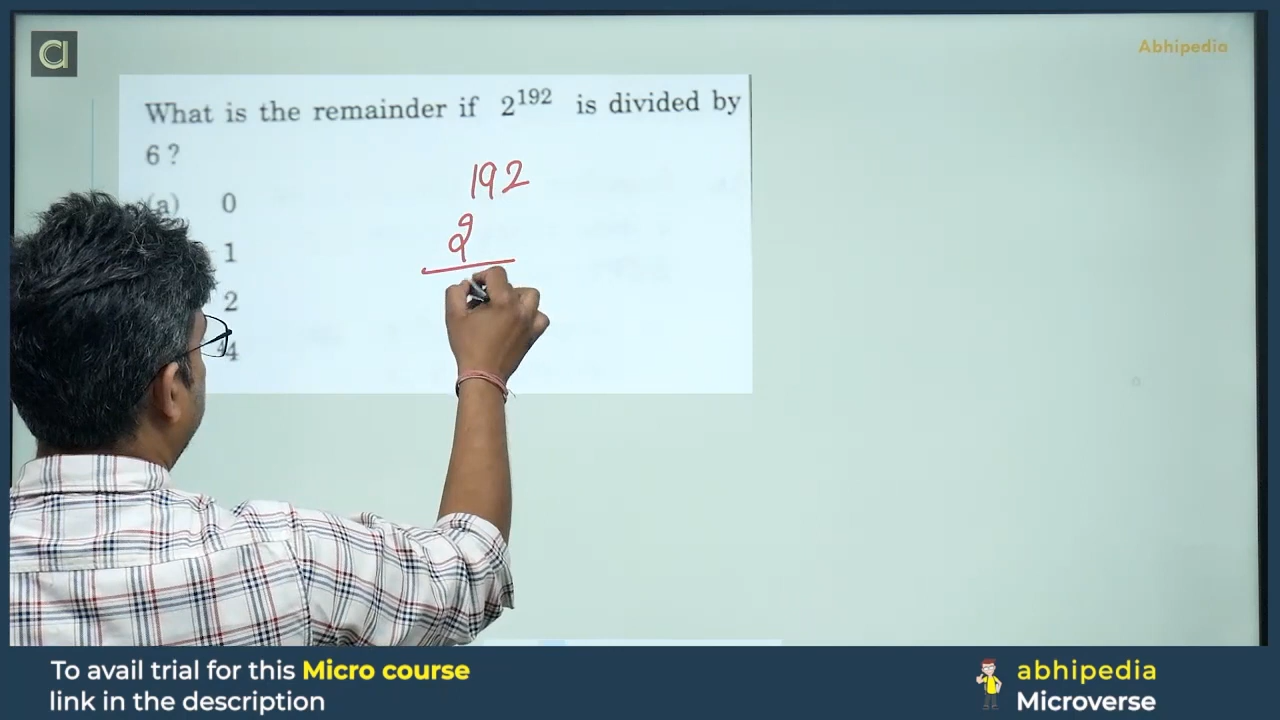 Abhipedia
What is the remainder if 2^192 is divided by
6 ?
(a) 0
1
2
4
192
2
To avail trial for this Micro course
link in the description
abhipedia
Microverse